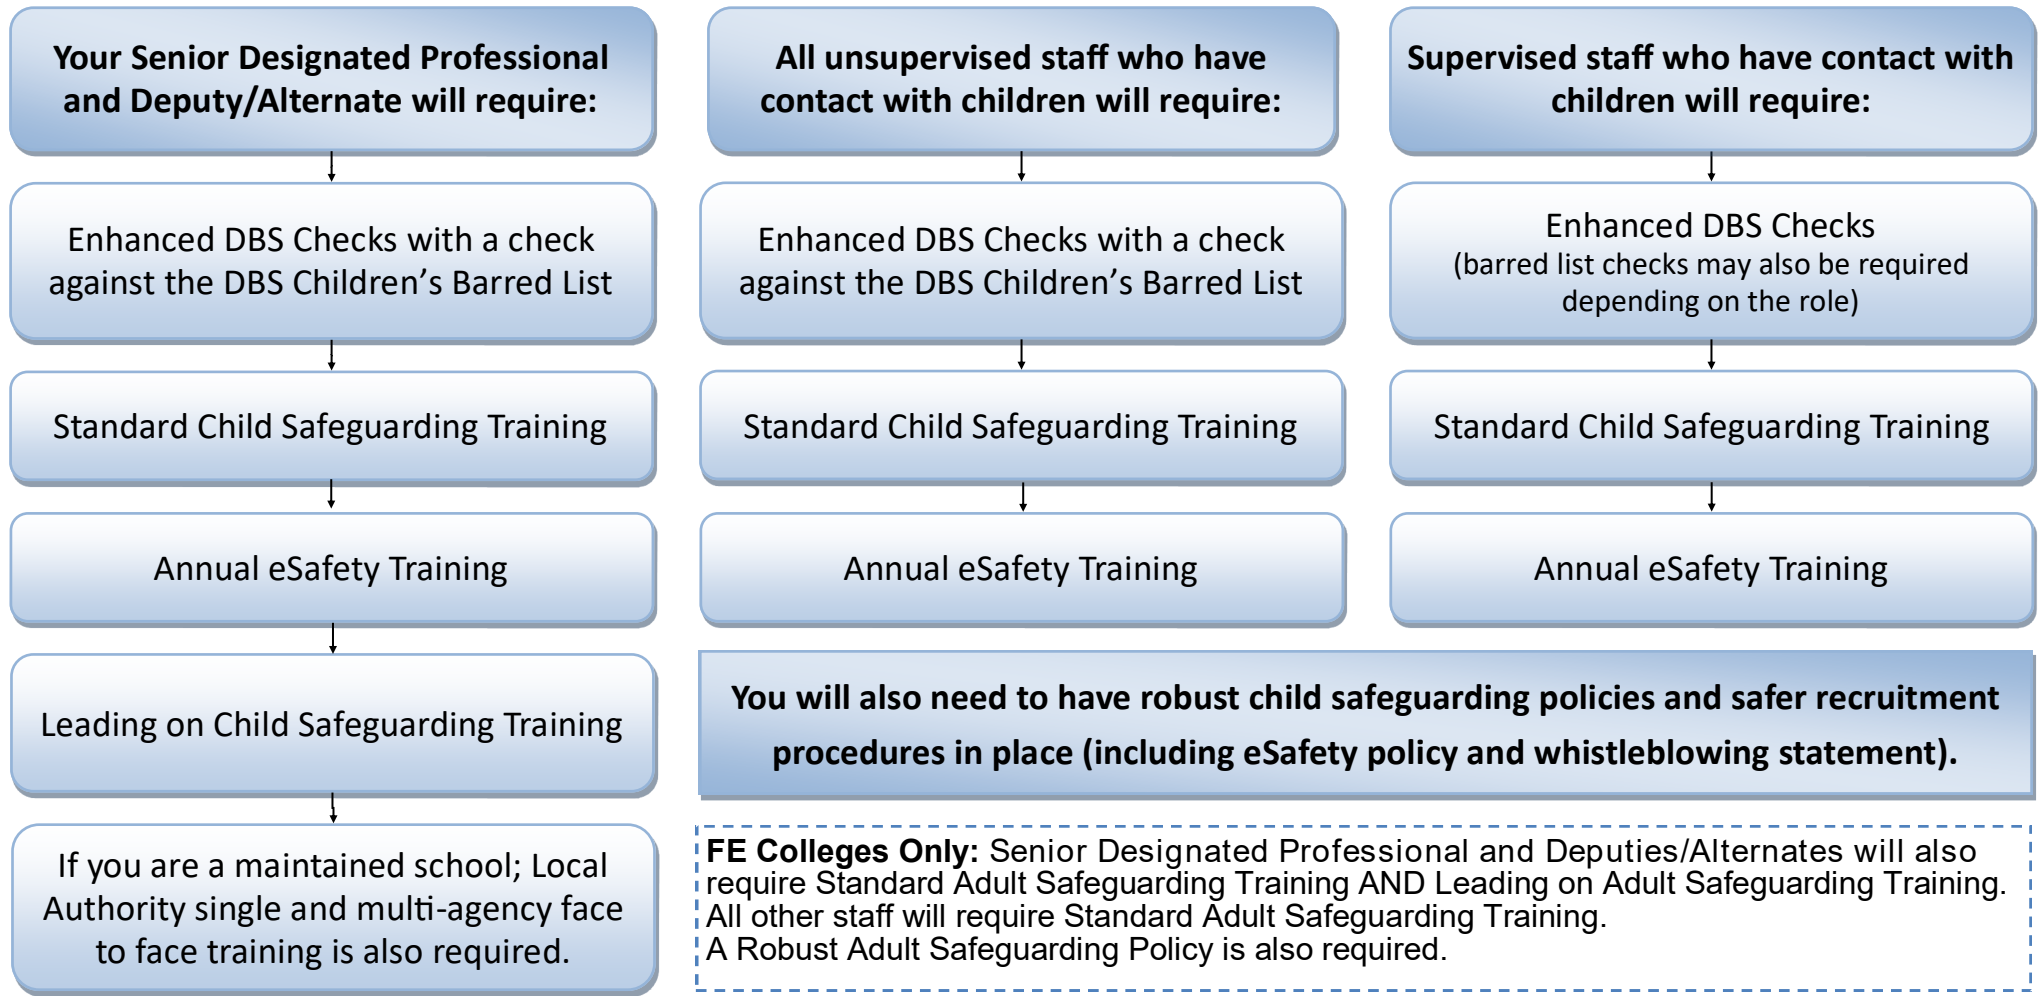 Your Senior Designated Professional
and Deputy/Alternate will require:
Enhanced DBS Checks with a check
against the DBS Children’s Barred List
Standard Child Safeguarding Training
Annual eSafety Training
Leading on Child Safeguarding Training
If you are a maintained school; Local
Authority single and multi-agency face
to face training is also required.
All unsupervised staff who have
contact with children will require:
Enhanced DBS Checks with a check
against the DBS Children’s Barred List
Standard Child Safeguarding Training
Annual eSafety Training
Supervised staff who have contact with
children will require:
Enhanced DBS Checks
(barred list checks may also be required
depending on the role)
Standard Child Safeguarding Training
Annual eSafety Training
You will also need to have robust child safeguarding policies and safer recruitment
procedures in place (including eSafety policy and whistleblowing statement).
FE Colleges Only: Senior Designated Professional and Deputies/Alternates will also
require Standard Adult Safeguarding Training AND Leading on Adult Safeguarding Training.
All other staff will require Standard Adult Safeguarding Training.
A Robust Adult Safeguarding Policy is also required.